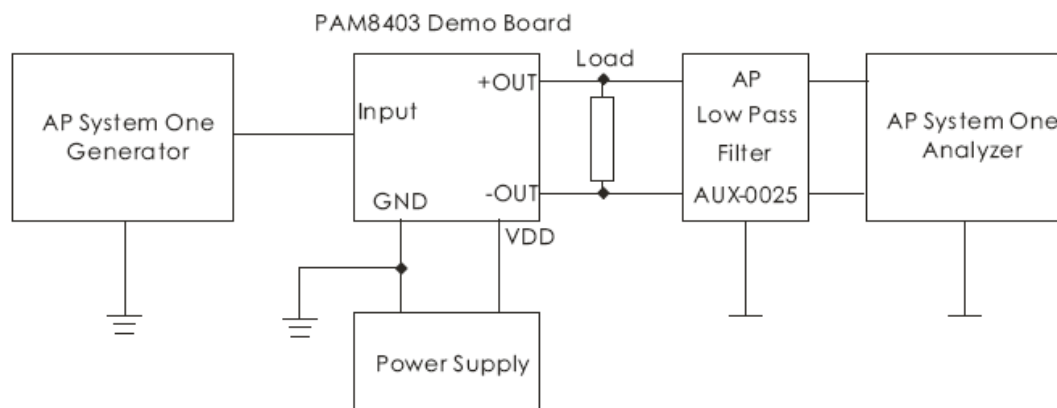 PAM8403 Demo Board
AP System One
Generator
Input
GND
+OUT
-OUT
VDD
Load
AP
Low Pass
Filter
AUX-0025
AP System One
Analyzer
Power Supply